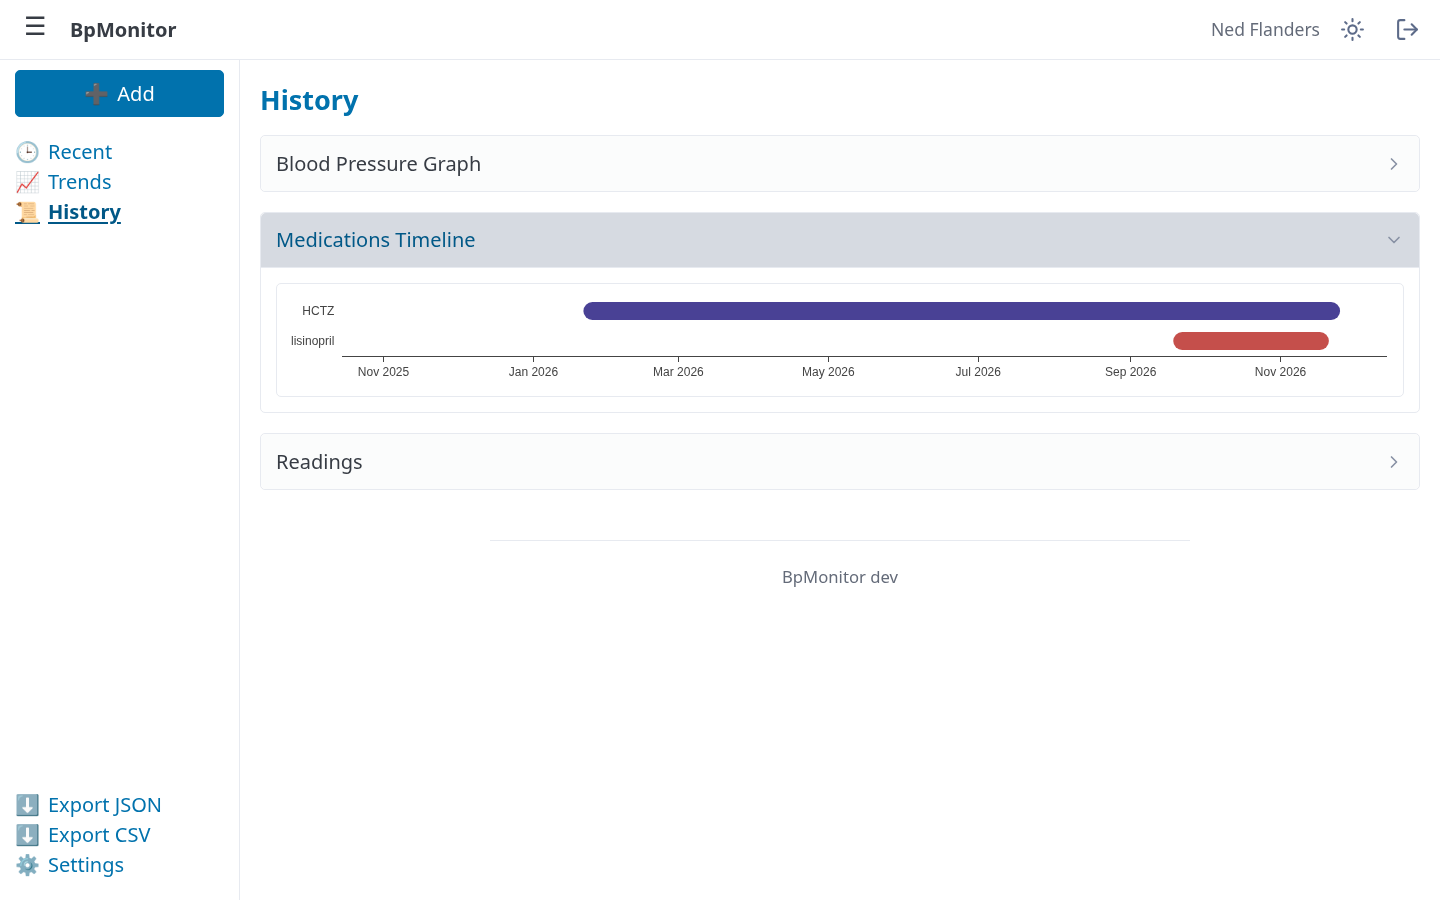 ☰ BpMonitor Ned Flanders
➕ Add
🕒 Recent
📈 Trends
📜 History
History
Blood Pressure Graph
Medications Timeline
HCTZ
lisinopril
Nov 2025 Jan 2026 Mar 2026 May 2026 Jul 2026 Sep 2026 Nov 2026
Readings
BpMonitor dev
⬇️ Export JSON
⬇️ Export CSV
⚙️ Settings